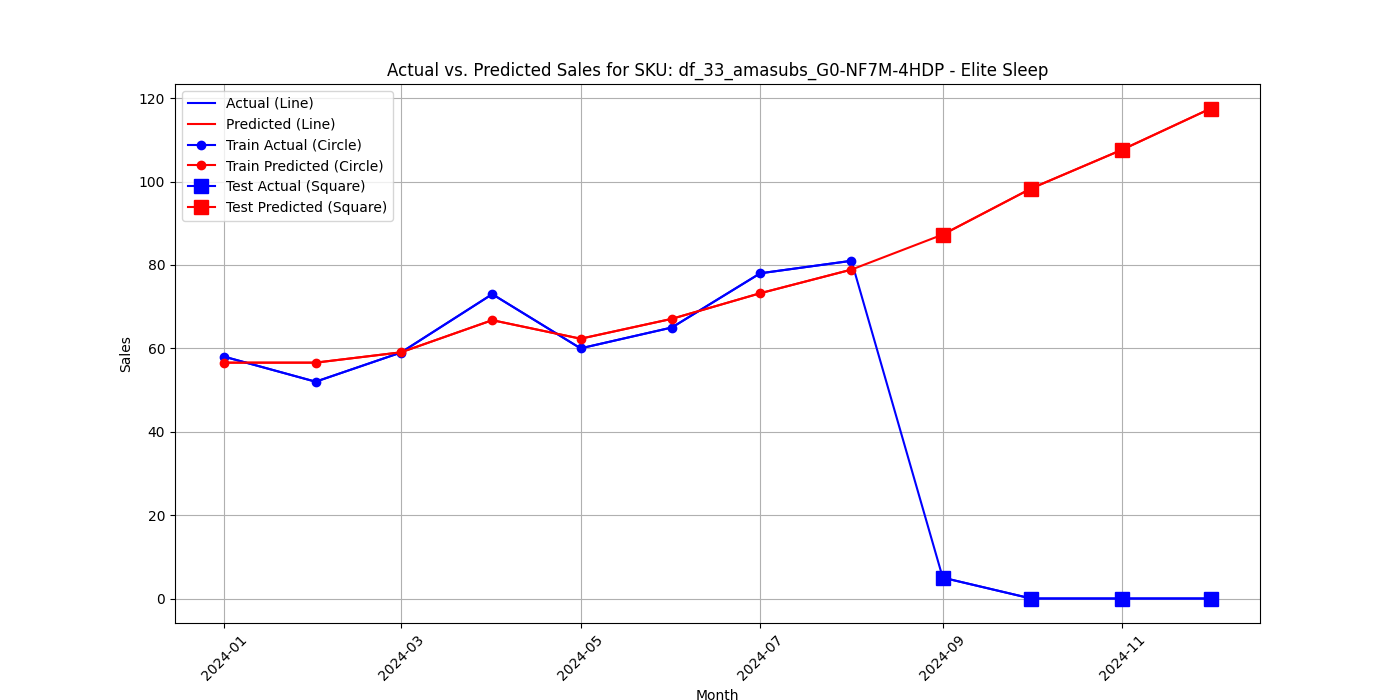 Actual vs. Predicted Sales for SKU: df_33_amasubs_G0-NF7M-4HDP - Elite Sleep
Actual (Line)
Predicted (Line)
Train Actual (Circle)
Train Predicted (Circle)
Test Actual (Square)
Test Predicted (Square)
120
100
80
60
40
20
0
Sales
2024-01
2024-03
2024-05
2024-07
2024-09
2024-11
Month